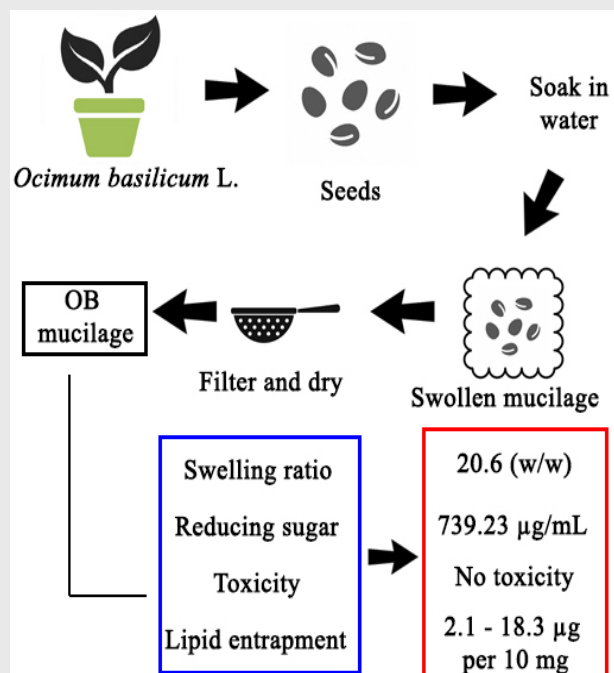 Ocimum basilicum L.
Seeds
Soak in
water
Swollen mucilage
Filter and dry
OB
mucilage
Swelling ratio
Reducing sugar
Toxicity
Lipid entrapment
20.6 (w/w)
739.23 µg/mL
No toxicity
2.1 - 18.3 µg
per 10 mg